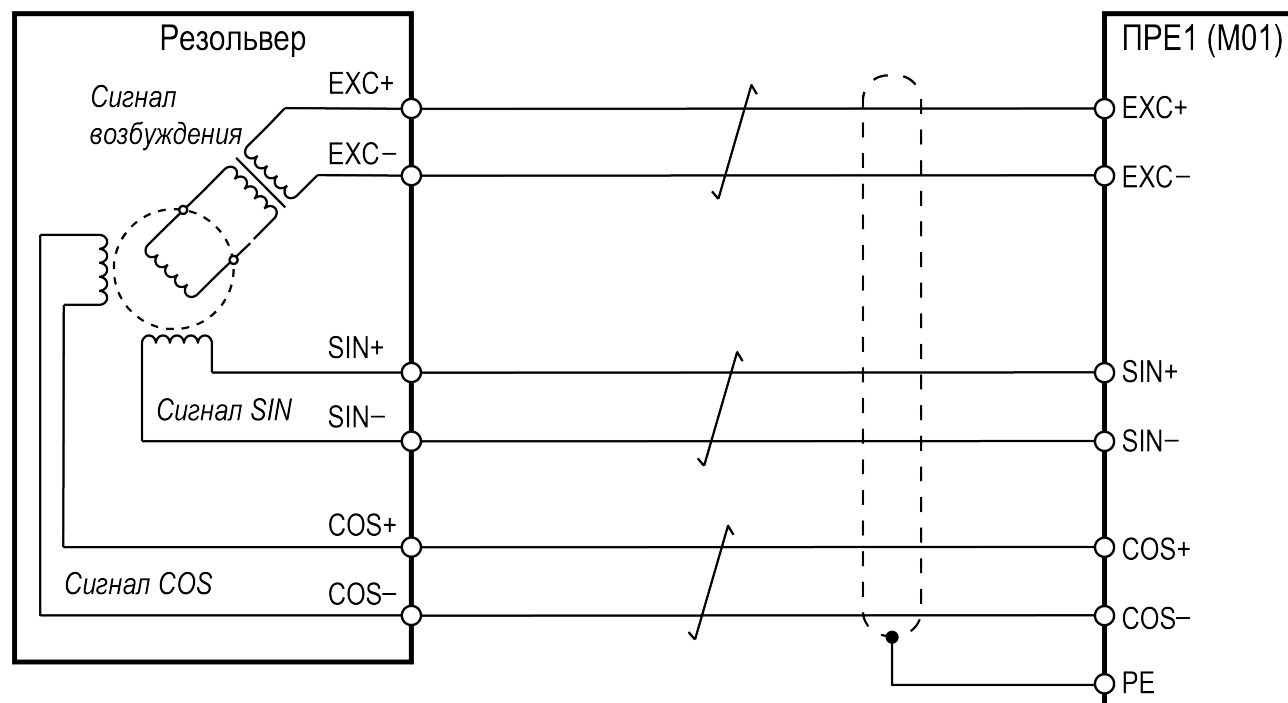 Резольвер
ПРЕ1 (М01)
Сигнал
возбуждения
EXC+
EXC+
EXC−
EXC−
SIN+
SIN+
Сигнал SIN
SIN−
SIN−
COS+
COS+
Сигнал COS
COS−
COS−
PE